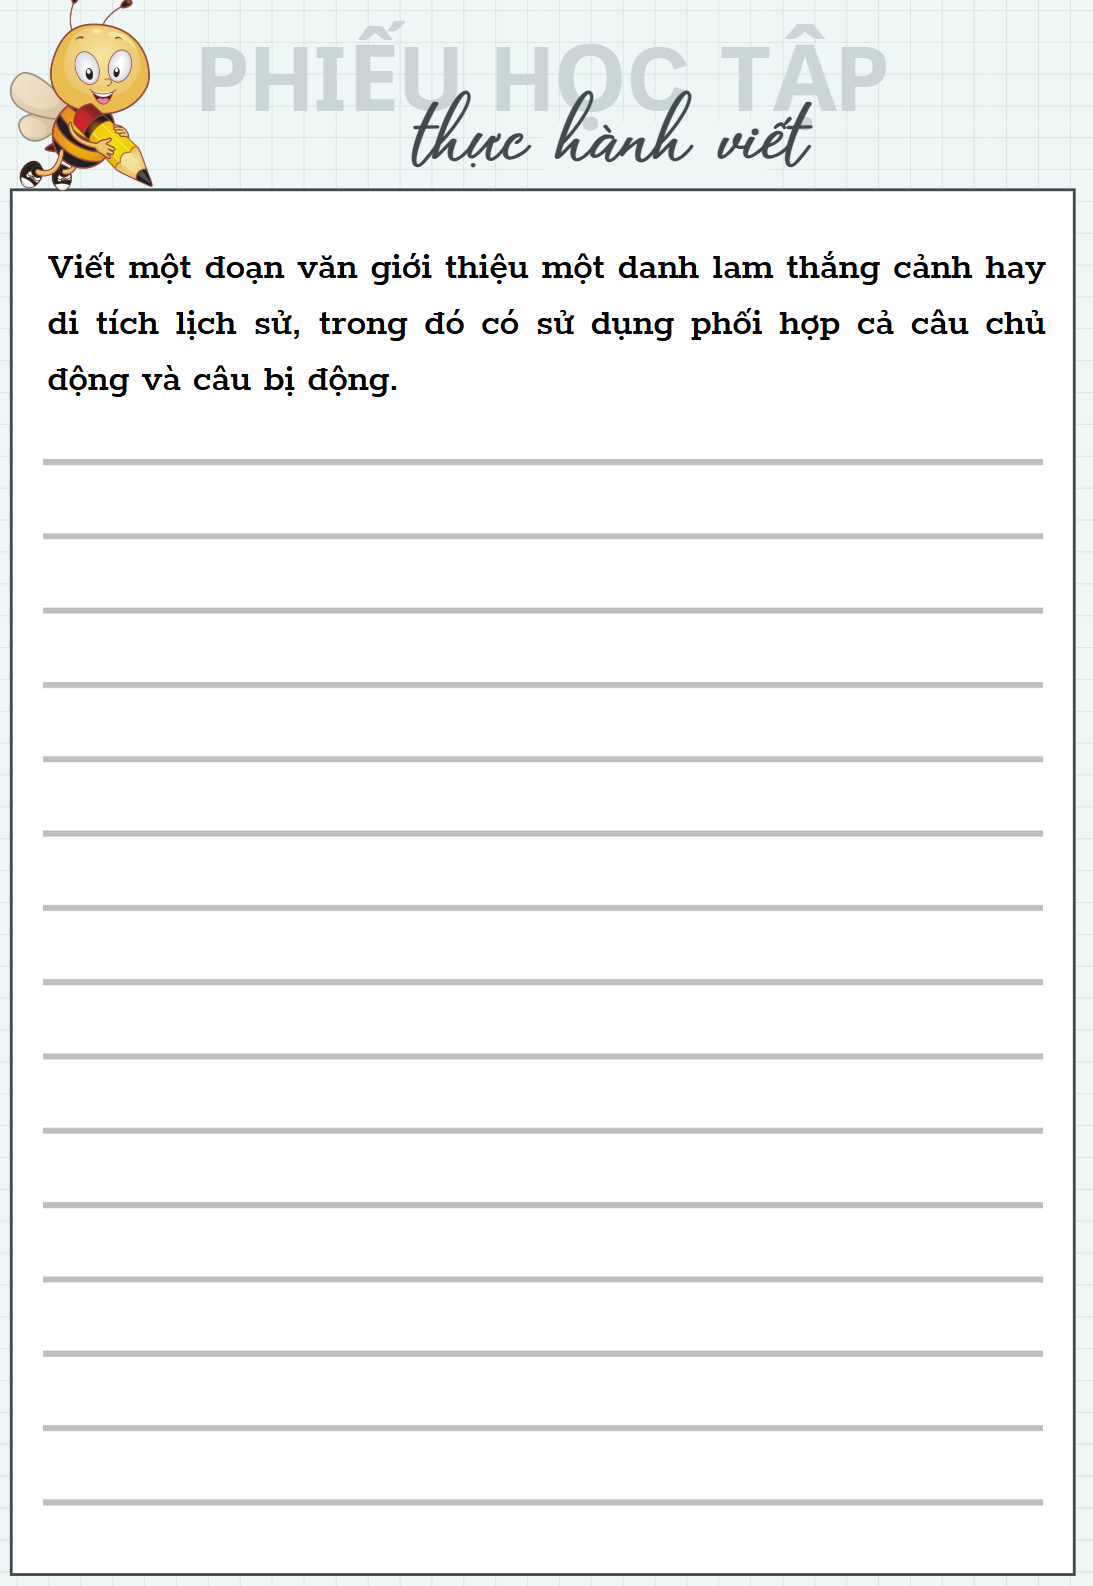 PHIẾU HỌC TẬP
thực hành viết
Viết một đoạn văn giới thiệu một danh lam thắng cảnh hay
di tích lịch sử, trong đó có sử dụng phối hợp cả câu chủ
động và câu bị động.